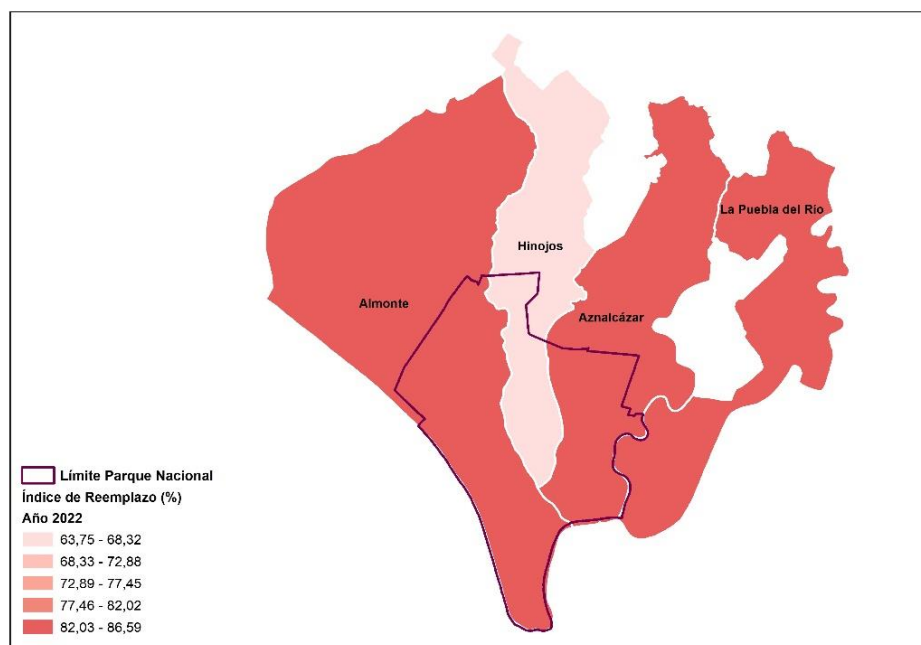 La Puebla del Río
Hinojos
Almonte
Aznalcázar
Límite Parque Nacional
Índice de Reemplazo (%)
Año 2022
63,75 - 68,32
68,33 - 72,88
72,89 - 77,45
77,46 - 82,02
82,03 - 86,59